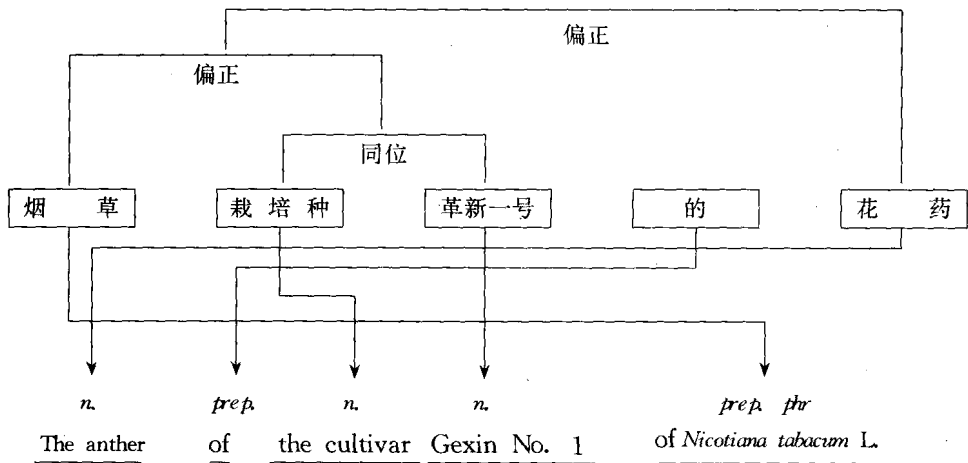 偏正
偏正
同位
烟 草 栽 培 种 革新一号 的 花 药
n. prep. n. n. prep. phr
The anther of the cultivar Gexin No. 1 of Nicotiana tabacum L.